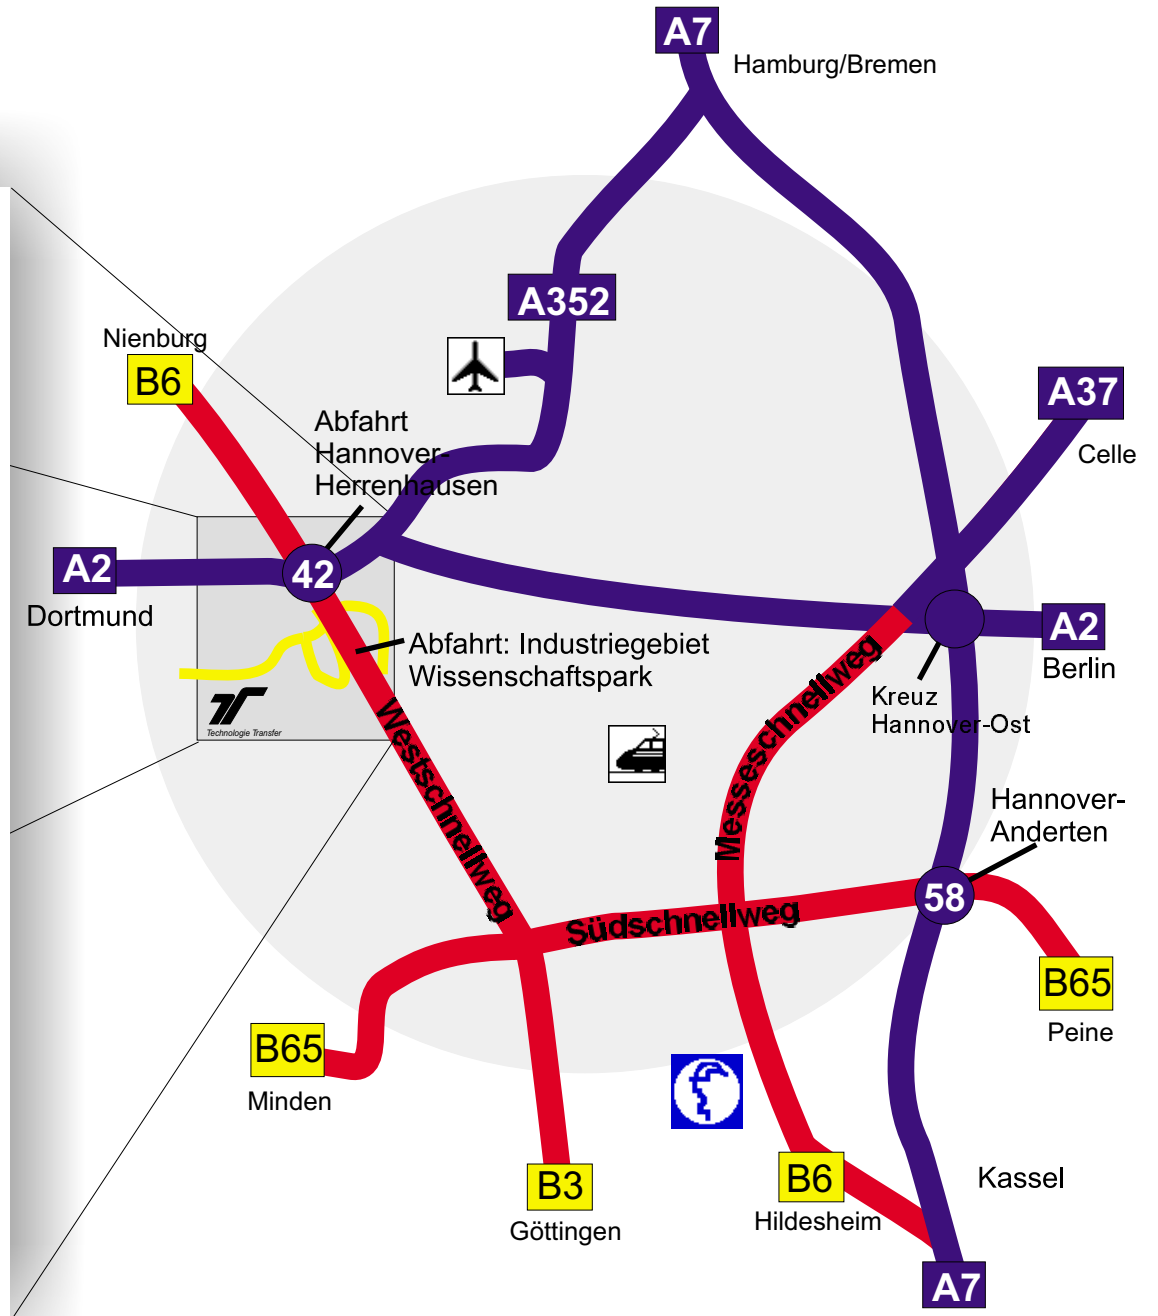 A7
Hamburg/Bremen
A352
Nienburg
B6
A37
Celle
Abfahrt
Hannover-
Herrenhausen
A2
Dortmund
42
Abfahrt: Industriegebiet
Wissenschaftspark
A2
Berlin
Kreuz
Hannover-Ost
Technologie Transfer
Westschnellweg
Messeschnellweg
Hannover-
Anderten
58
Südschnellweg
B65
Peine
B65
Minden
B3
Göttingen
B6
Hildesheim
Kassel
A7